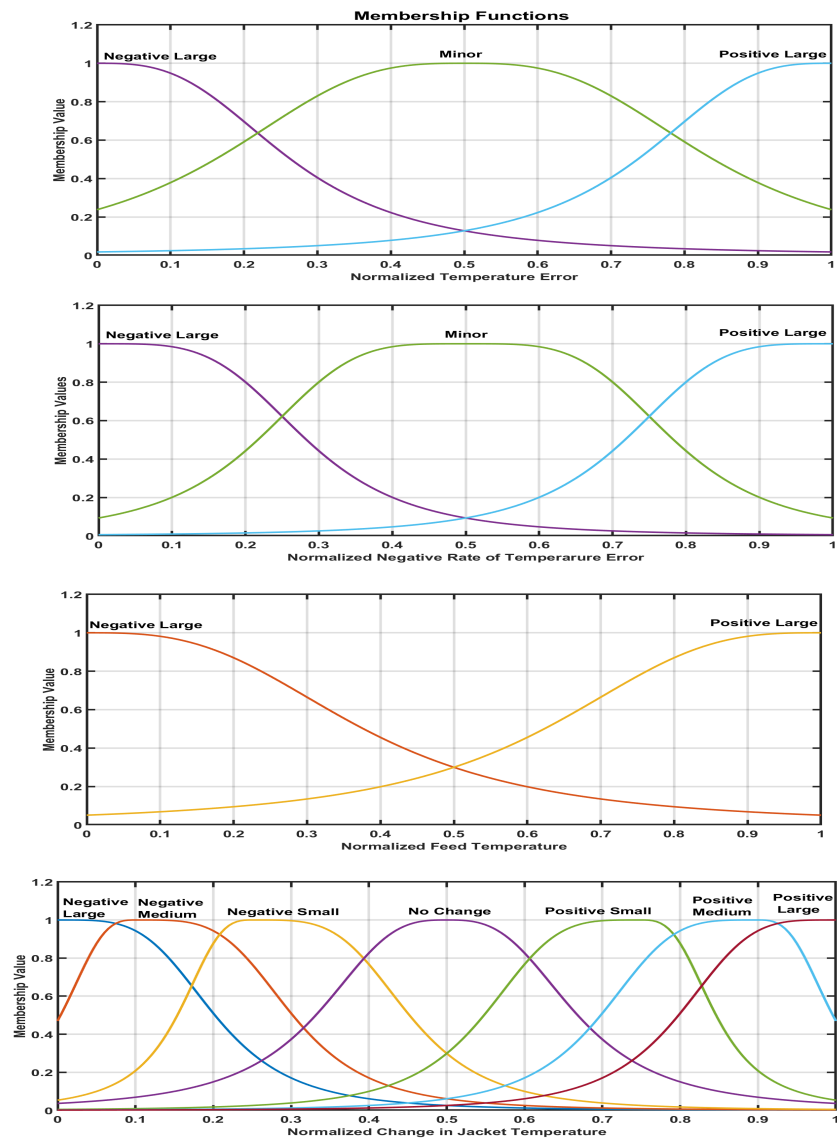 Membership Functions
1.2
Negative Large Minor Positive Large
1
0.8
0.6
0.4
0.2
0
Membership Value
0 0.1 0.2 0.3 0.4 0.5 0.6 0.7 0.8 0.9 1
Normalized Temperature Error
1.2
Negative Large Minor Positive Large
1
0.8
0.6
0.4
0.2
0
Membership Values
0 0.1 0.2 0.3 0.4 0.5 0.6 0.7 0.8 0.9 1
Normalized Negative Rate of Temperarure Error
1.2
Negative Large Positive Large
1
0.8
0.6
0.4
0.2
0
Membership Value
0 0.1 0.2 0.3 0.4 0.5 0.6 0.7 0.8 0.9 1
Normalized Feed Temperature
1.2
Negative Large
Negative Medium
Negative Small
No Change
Positive Small
Positive Medium
Positive Large
1
0.8
0.6
0.4
0.2
0
Membership Value
0 0.1 0.2 0.3 0.4 0.5 0.6 0.7 0.8 0.9 1
Normalized Change in Jacket Temperature